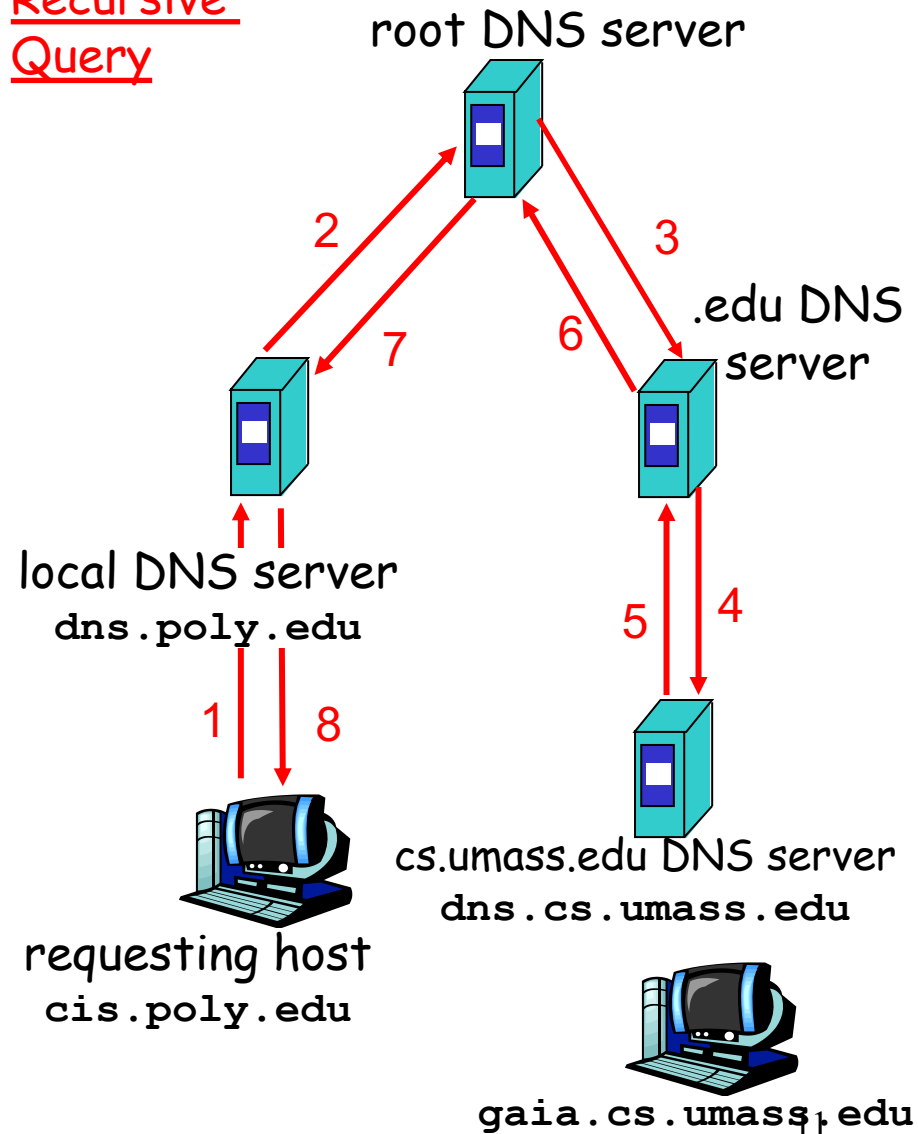 Recursive
Query
root DNS server
2
3
7
6
.edu DNS
server
local DNS server
dns.poly.edu
5
4
1
8
cs.umass.edu DNS server
dns.cs.umass.edu
requesting host
cis.poly.edu
gaia.cs.umass.edu
11